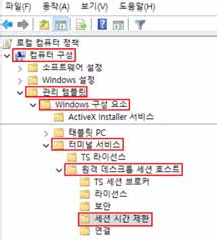 파일(F) 동작(A) 보기(V) 도움말(H)
로컬 컴퓨터 정책
컴퓨터 구성
소프트웨어 설정
Windows 설정
관리 템플릿
Windows 구성 요소
ActiveX Installer 서비스
태블릿 PC
터미널 서비스
TS 라이선스
원격 데스크톱 세션 호스트
TS 세션 브로커
라이선스
보안
세션 시간 제한
연결